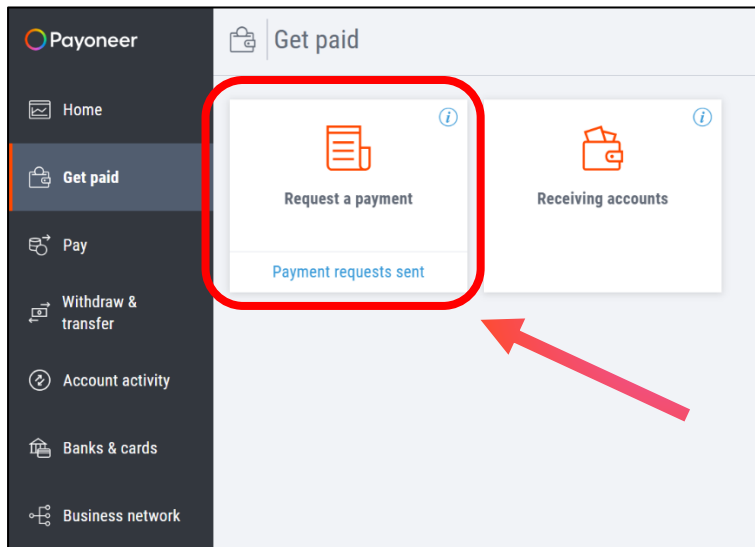 Payoneer
Get paid
Home
Get paid
Pay
Withdraw &
transfer
Account activity
Banks & cards
Business network
Request a payment
Payment requests sent
Receiving accounts